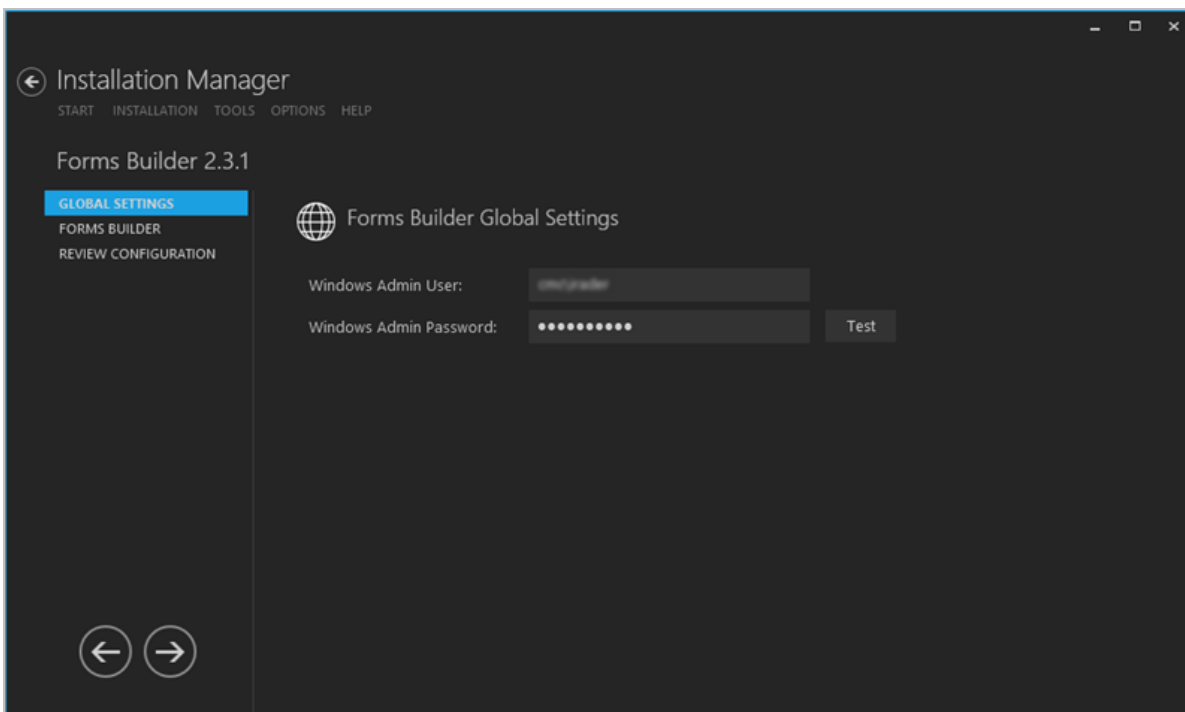 Installation Manager
START INSTALLATION TOOLS OPTIONS HELP
Forms Builder 2.3.1
GLOBAL SETTINGS
FORMS BUILDER
REVIEW CONFIGURATION
Forms Builder Global Settings
Windows Admin User:
Windows Admin Password: ●●●●●●●●●● Test